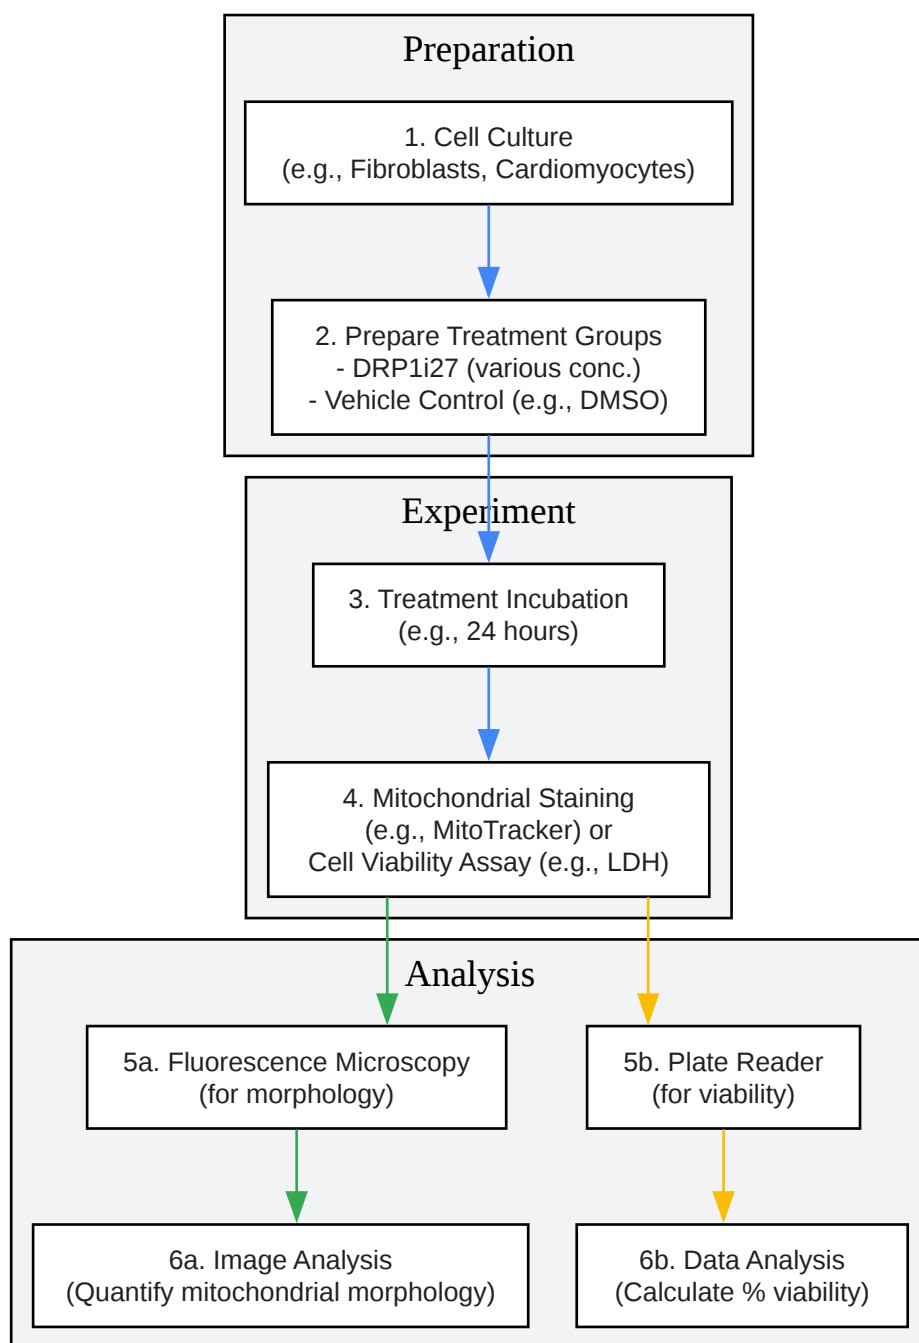 Preparation
1. Cell Culture
(e.g., Fibroblasts, Cardiomyocytes)
2. Prepare Treatment Groups
- DRP1i27 (various conc.)
- Vehicle Control (e.g., DMSO)
Experiment
3. Treatment Incubation
(e.g., 24 hours)
4. Mitochondrial Staining
(e.g., MitoTracker) or
Cell Viability Assay (e.g., LDH)
Analysis
5a. Fluorescence Microscopy
(for morphology)
5b. Plate Reader
(for viability)
6a. Image Analysis
(Quantify mitochondrial morphology)
6b. Data Analysis
(Calculate % viability)